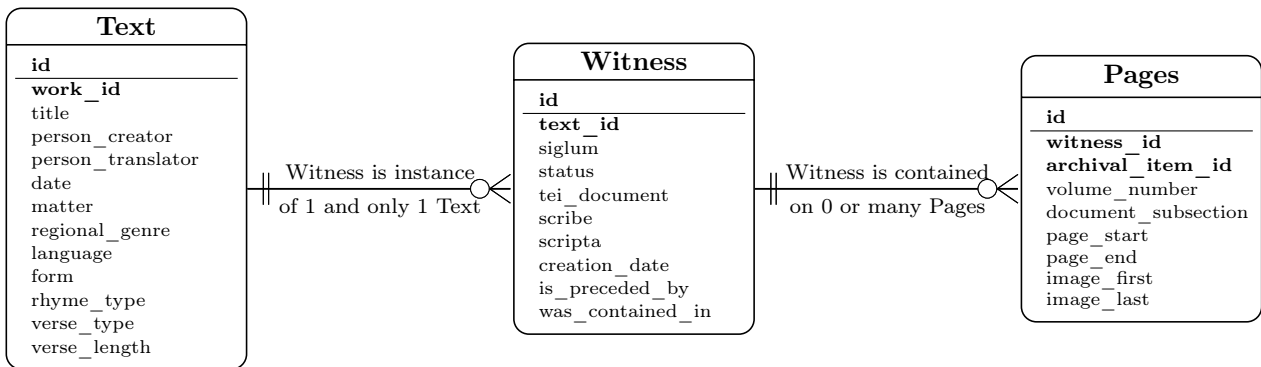 Text
id
work_id
title
person_creator
person_translator
date
matter
regional_genre
language
form
rhyme_type
verse_type
verse_length
Witness is instance
of 1 and only 1 Text
Witness
id
text_id
siglum
status
tei_document
scribe
scripta
creation_date
is_preceded_by
was_contained_in
Witness is contained
on 0 or many Pages
Pages
id
witness_id
archival_item_id
volume_number
document_subsection
page_start
page_end
image_first
image_last